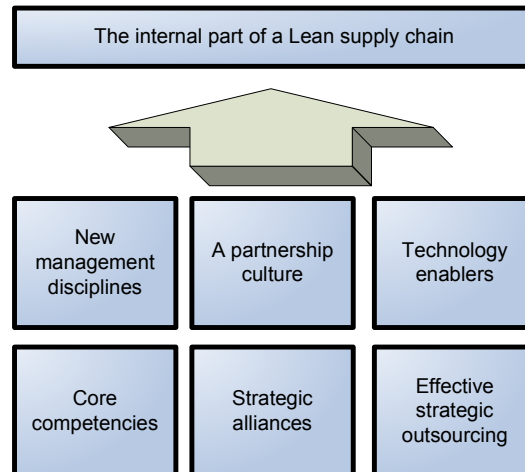 The internal part of a Lean supply chain
New
management
disciplines
A partnership
culture
Technology
enablers
Core
competencies
Strategic
alliances
Effective
strategic
outsourcing